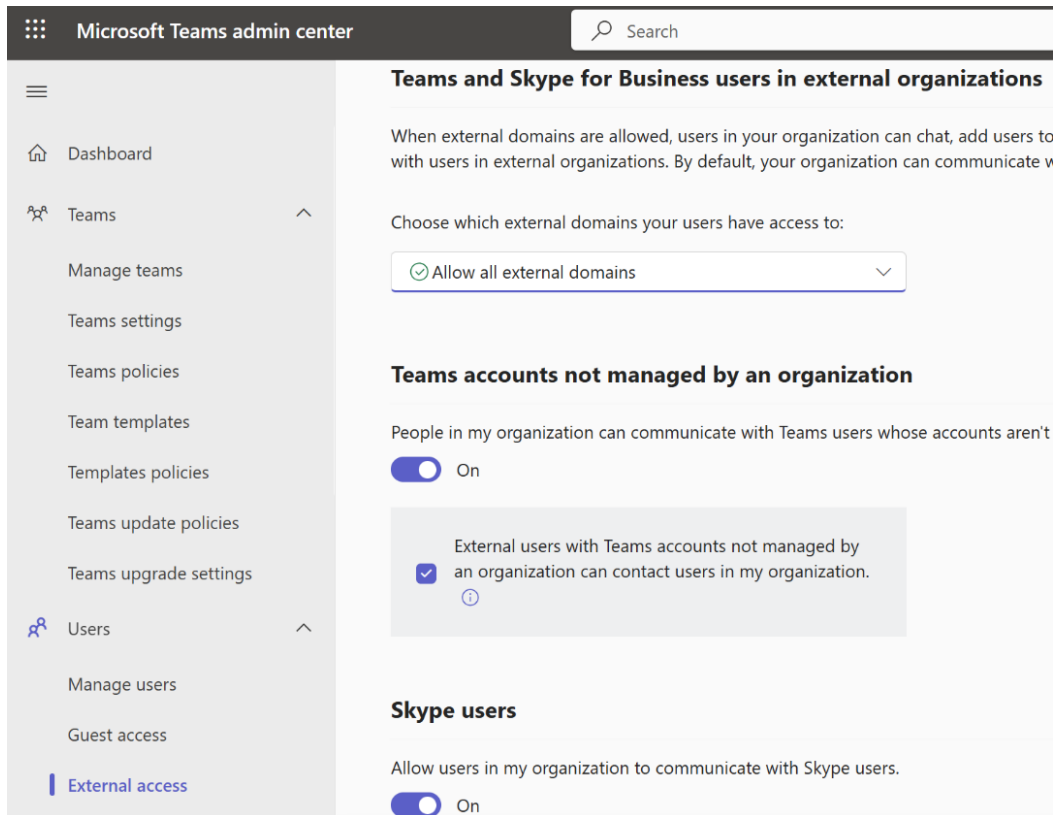 Microsoft Teams admin center
Search
Dashboard
Teams
Manage teams
Teams settings
Teams policies
Team templates
Templates policies
Teams update policies
Teams upgrade settings
Users
Manage users
Guest access
External access
Teams and Skype for Business users in external organizations
When external domains are allowed, users in your organization can chat, add users to
with users in external organizations. By default, your organization can communicate w
Choose which external domains your users have access to:
Allow all external domains
Teams accounts not managed by an organization
People in my organization can communicate with Teams users whose accounts aren't
On
External users with Teams accounts not managed by
an organization can contact users in my organization.
Skype users
Allow users in my organization to communicate with Skype users.
On